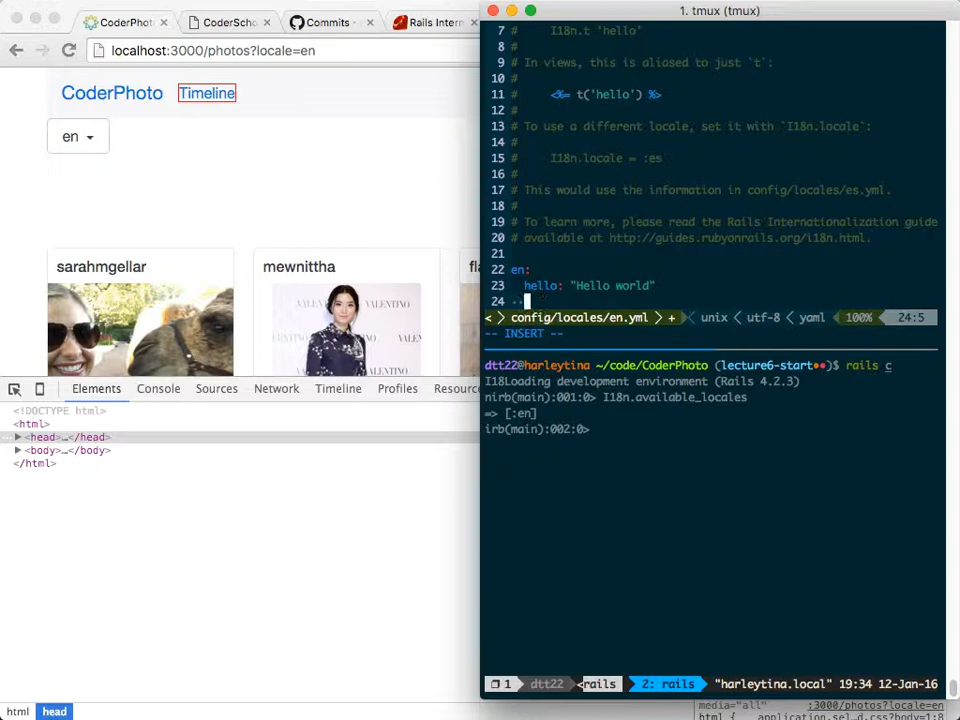 CoderPhoto
CoderScho
Commits ·
Rails Intern
localhost:3000/photos?locale=en
CoderPhoto Timeline
en
sarahmgellar
mewnittha
VALENTINO
VALENTINO
Elements Console Sources Network Timeline Profiles Resourc
<!DOCTYPE html>
<html>
▶ <head>…</head>
▶ <body>…</body>
</html>
html head
1. tmux (tmux)
7 #     I18n.t 'hello'
8 #
9 # In views, this is aliased to just `t`:
10 #
11 #     <%= t('hello') %>
12 #
13 # To use a different locale, set it with `I18n.locale`:
14 #
15 #     I18n.locale = :es
16 #
17 # This would use the information in config/locales/es.yml.
18 #
19 # To learn more, please read the Rails Internationalization guide
20 # available at http://guides.rubyonrails.org/i18n.html.
21
22 en:
23   hello: "Hello world"
24
< > config/locales/en.yml > + < unix < utf-8 < yaml 100% 24:5
-- INSERT --
dtt22@harleytina ~/code/CoderPhoto (lecture6-start●●)$ rails c
I18Loading development environment (Rails 4.2.3)
nirb(main):001:0> I18n.available_locales
=> [:en]
irb(main):002:0>
1 dtt22 <rails 2: rails "harleytina.local" 19:34 12-Jan-16
media="all" :3000/photos?locale=en
html { application.sel…d.css?body=1:8